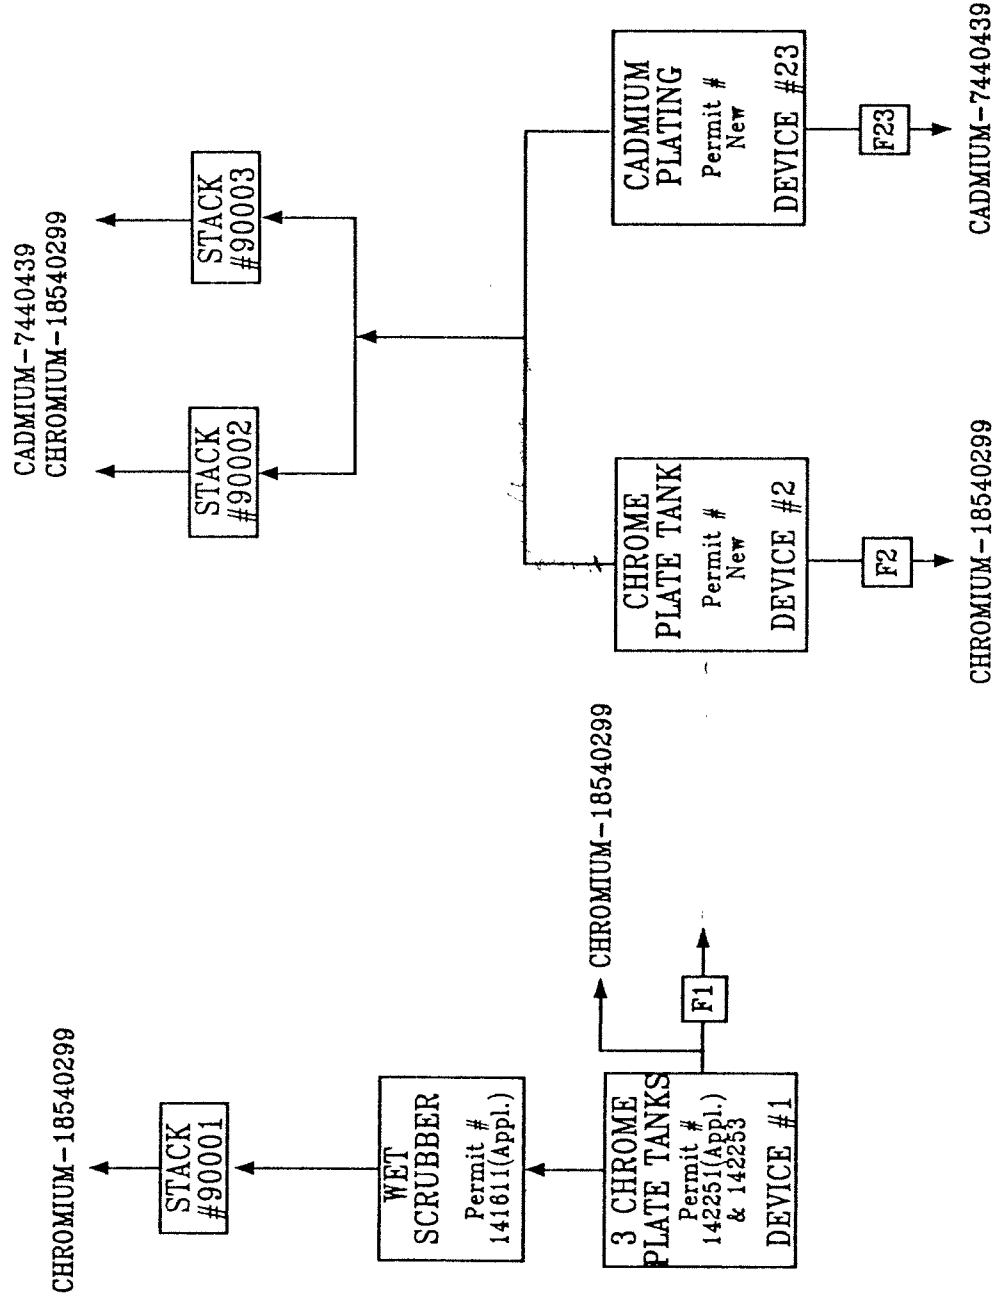 CHROMIUM-18540299
STACK
#90001
WET
SCRUBBER
Permit #
141611(Appl.)
3 CHROME
PLATE TANKS
Permit #
142251(Appl.)
& 142253
DEVICE #1
F1
CHROMIUM-18540299
CADMIUM-7440439
CHROMIUM-18540299
STACK
#90002
STACK
#90003
CHROME
PLATE TANK
Permit #
New
DEVICE #2
F2
CHROMIUM-18540299
CADMIUM
PLATING
Permit #
New
DEVICE #23
F23
CADMIUM-7440439